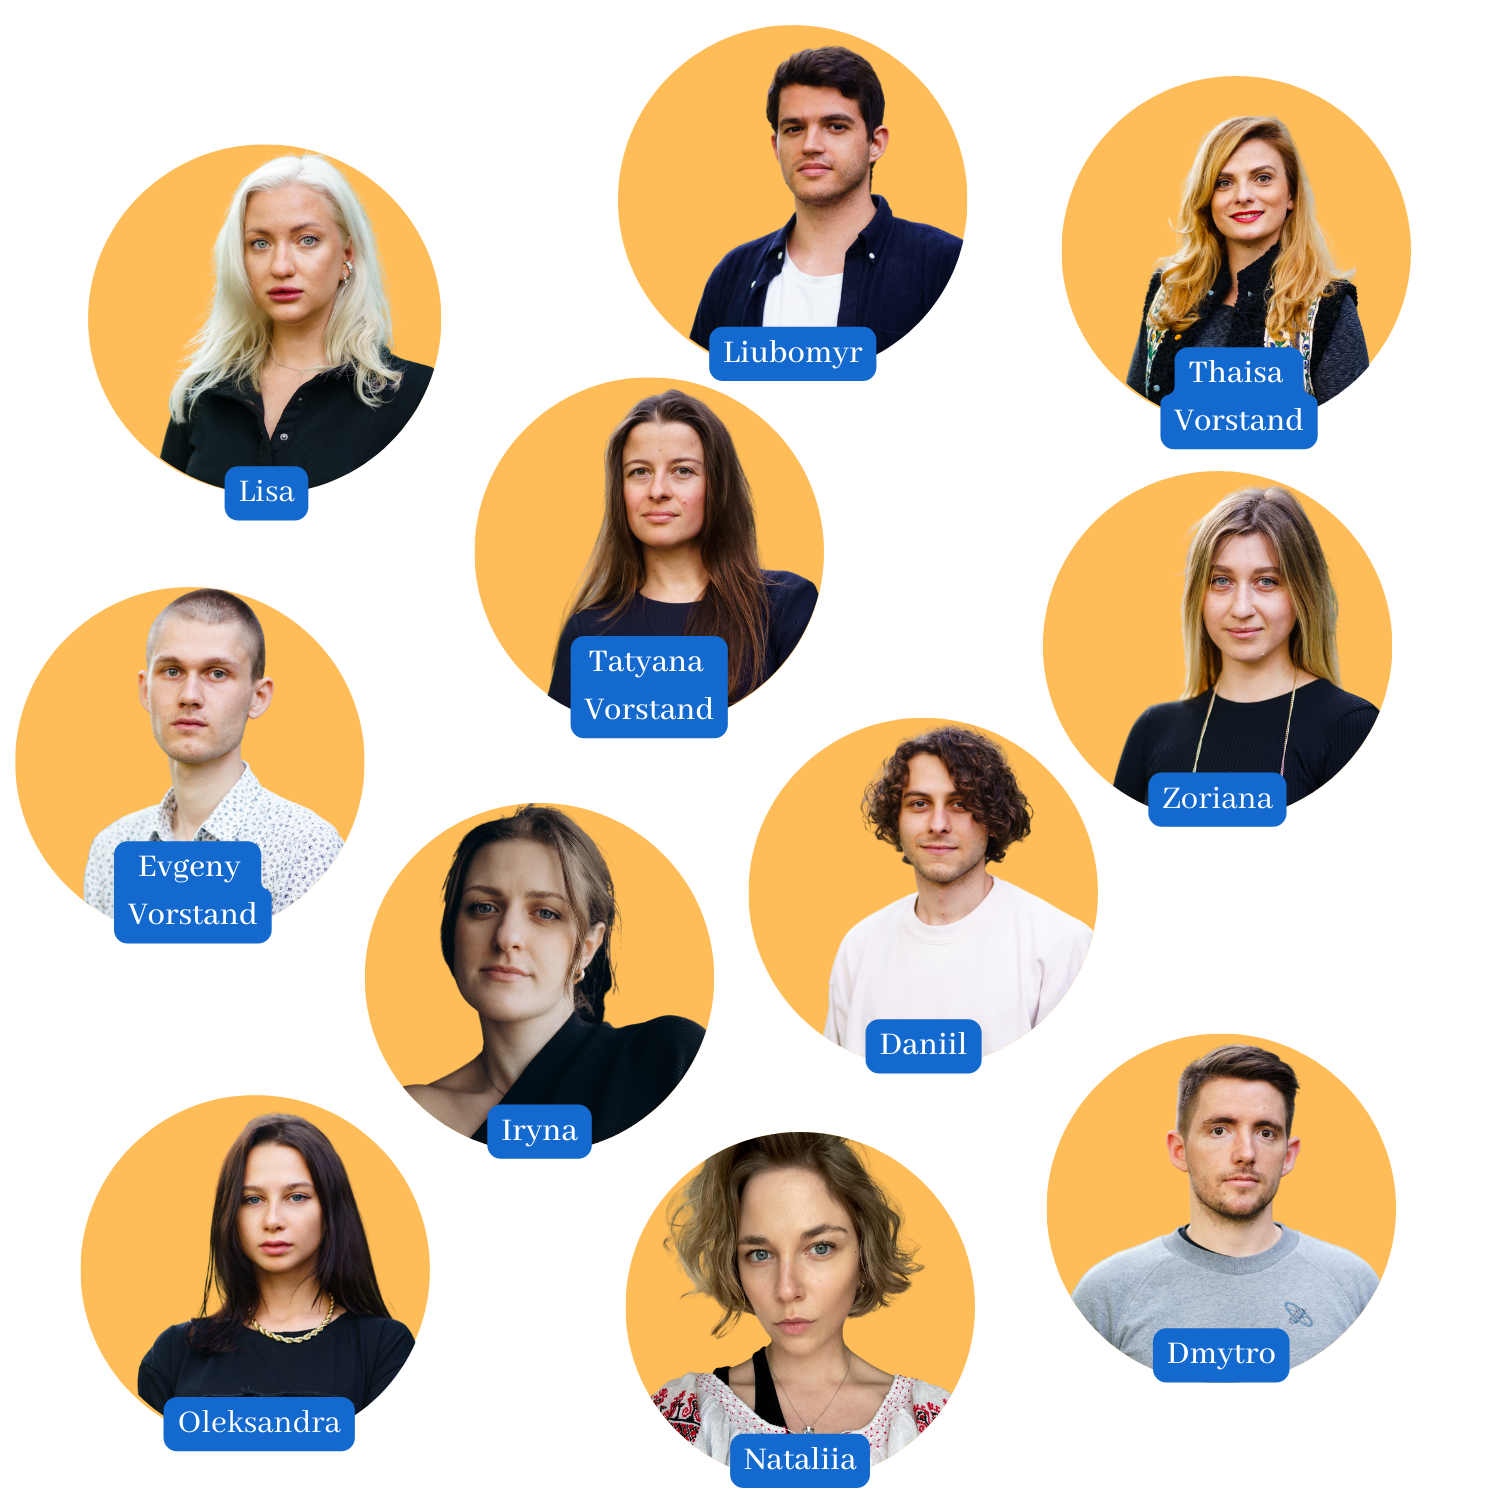 Liubomyr
Thaisa
Vorstand
Lisa
Tatyana
Vorstand
Zoriana
Evgeny
Vorstand
Daniil
Iryna
Dmytro
Oleksandra
Nataliia